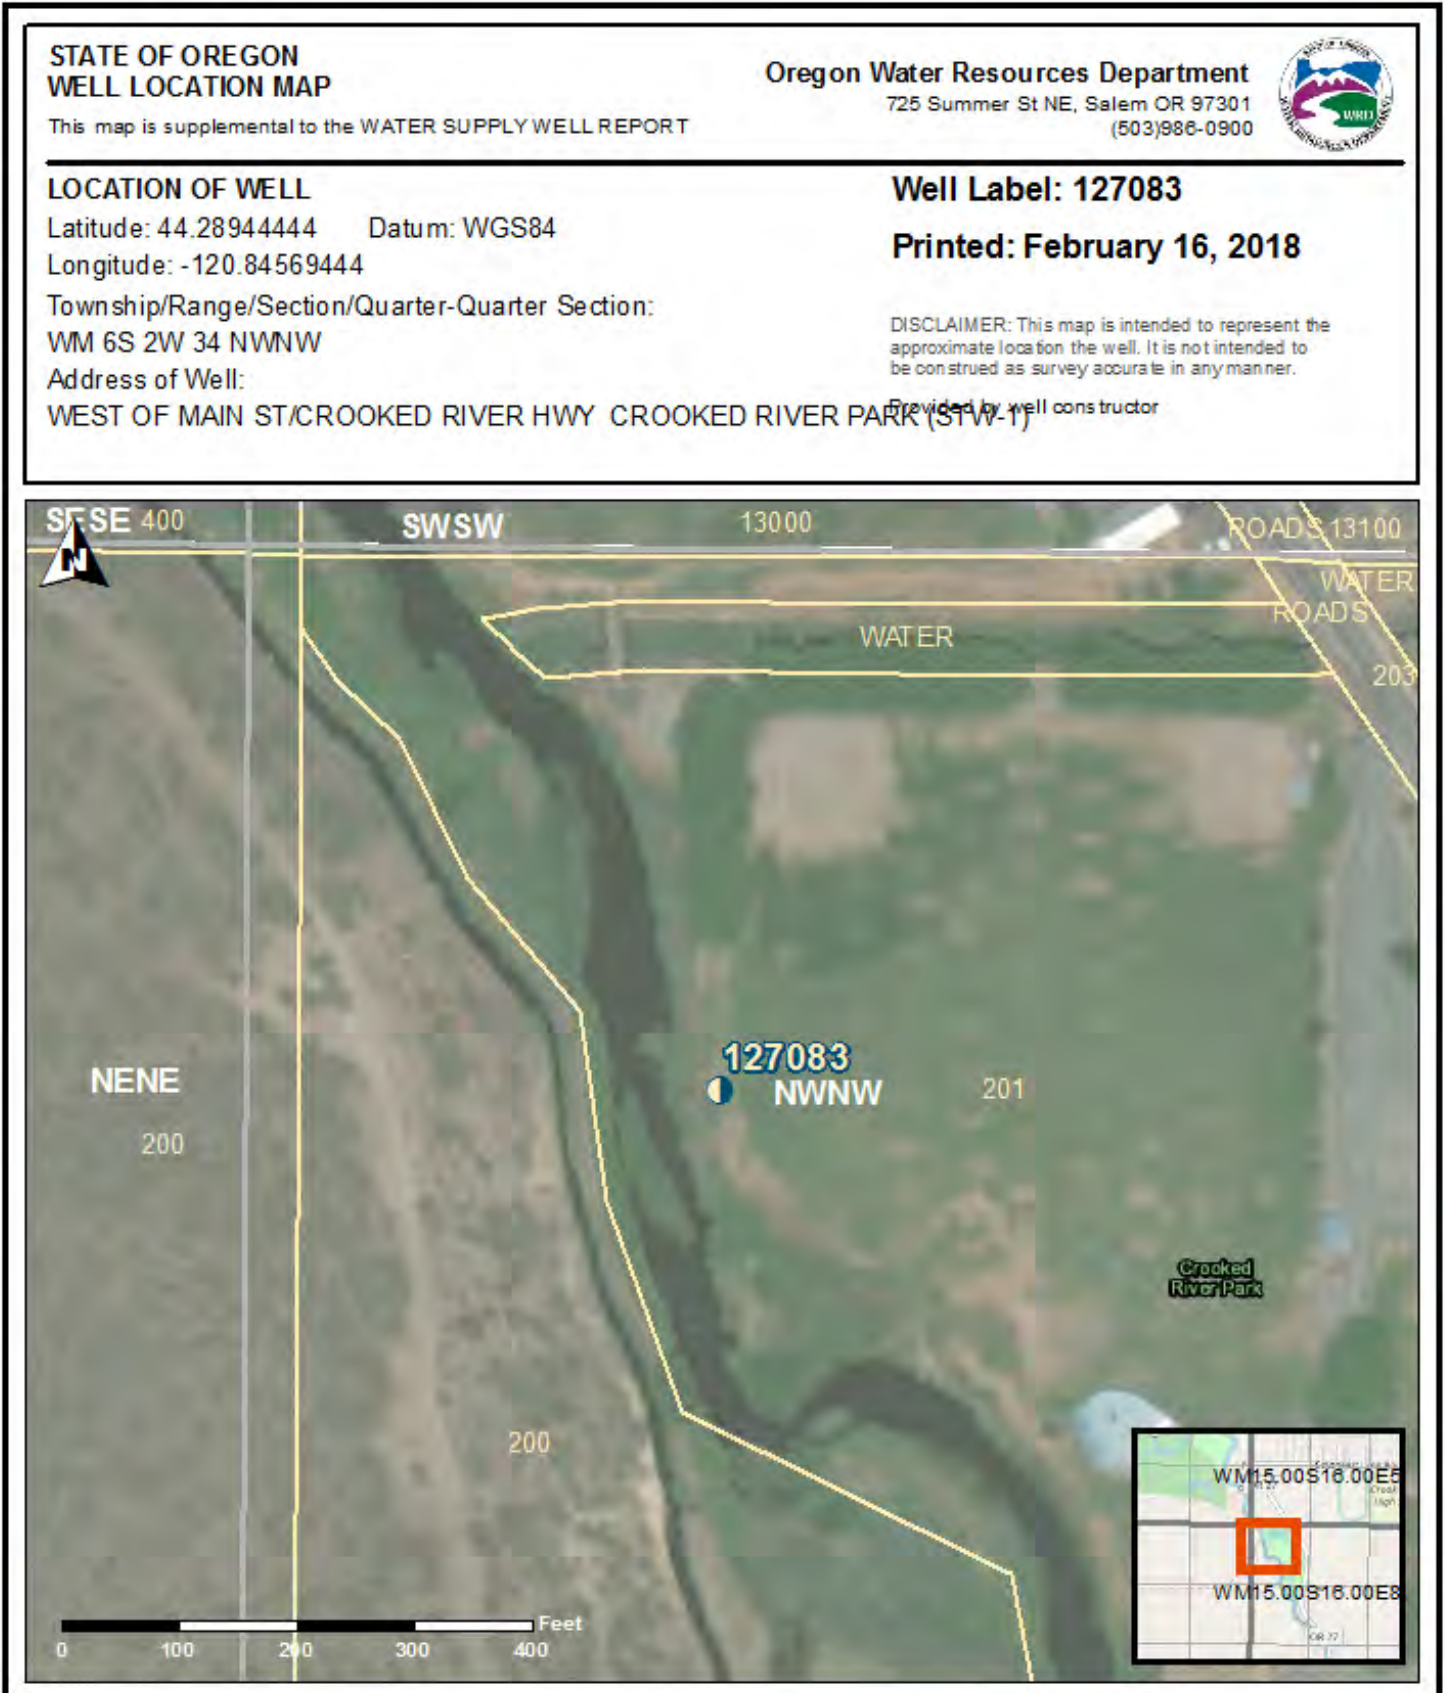 STATE OF OREGON
WELL LOCATION MAP
This map is supplemental to the WATER SUPPLY WELL REPORT
Oregon Water Resources Department
725 Summer St NE, Salem OR 97301
(503)986-0900
WRD
LOCATION OF WELL
Latitude: 44.28944444 Datum: WGS84
Longitude: -120.84569444
Township/Range/Section/Quarter-Quarter Section:
WM 6S 2W 34 NWNW
Address of Well:
WEST OF MAIN ST/CROOKED RIVER HWY CROOKED RIVER PARK (STW-1)
Well Label: 127083
Printed: February 16, 2018
DISCLAIMER: This map is intended to represent the
approximate location the well. It is not intended to
be construed as survey accurate in any manner.
Provided by well constructor
SESE 400
SWSW
13000
ROADS 13100
N
WATER
ROADS
WATER
203
127083
NENE
NWNW
201
200
Crooked
River Park
200
WM15.00S16.00E5
WM15.00S16.00E8
OR 27
Feet
0 100 200 300 400